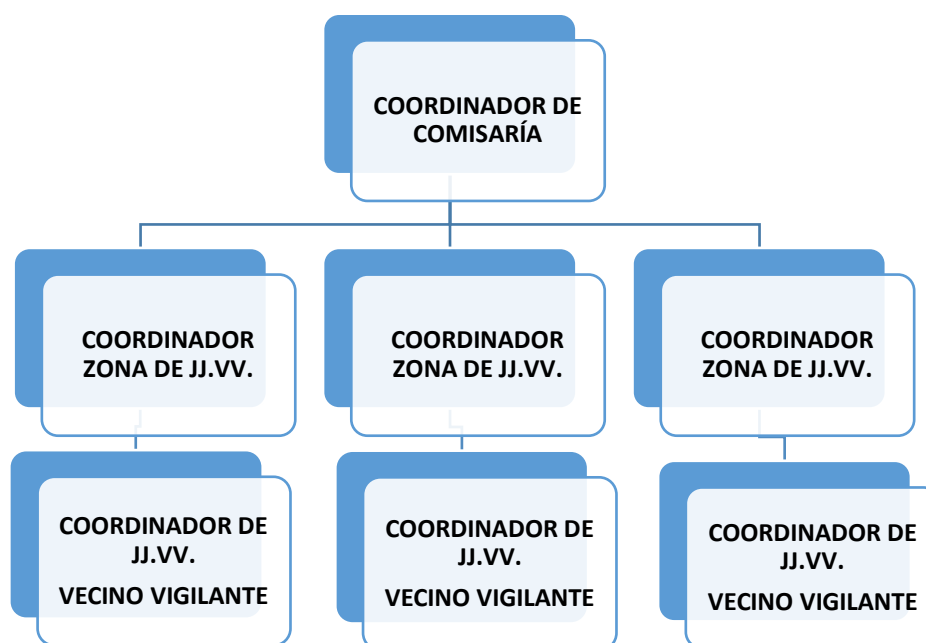 COORDINADOR DE
COMISARÍA
COORDINADOR
ZONA DE JJ.VV.
COORDINADOR
ZONA DE JJ.VV.
COORDINADOR
ZONA DE JJ.VV.
COORDINADOR DE
JJ.VV.
VECINO VIGILANTE
COORDINADOR DE
JJ.VV.
VECINO VIGILANTE
COORDINADOR DE
JJ.VV.
VECINO VIGILANTE